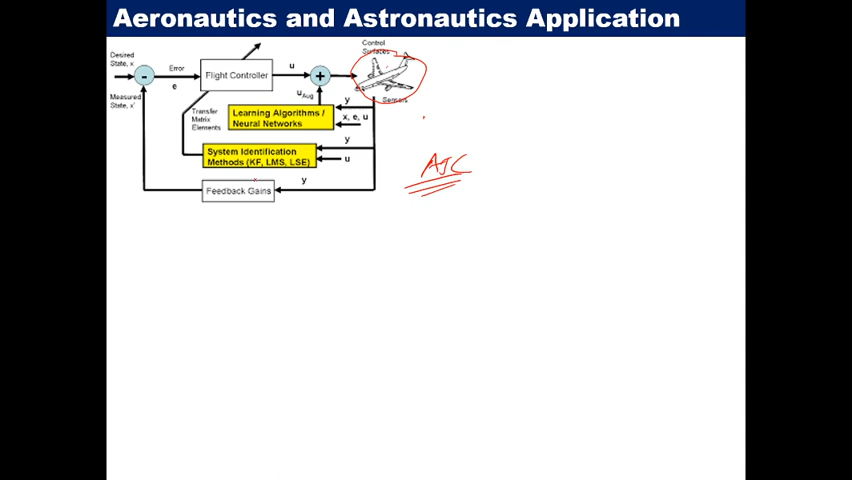 Aeronautics and Astronautics Application
Control
Surfaces
Desired
State, x
Error
e
-
Flight Controller
u
+
Measured
State, x'
u Aug
Sensors
y
Transfer
Matrix
Elements
Learning Algorithms /
Neural Networks
x, e, u
y
System Identification
Methods (KF, LMS, LSE)
u
Feedback Gains
y